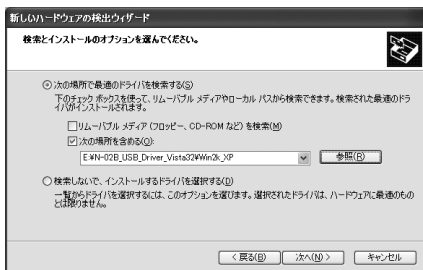 新しいハードウェアの検出ウィザード
検索とインストールのオプションを選んでください。
次の場所で最適のドライバを検索する(S)
下のチェック ボックスを使って、リムーバブル メディアやローカル パスから検索できます。検索された最適のドラ
イバがインストールされます。
リムーバブル メディア (フロッピー、CD-ROM など) を検索(M)
次の場所を含める(O):
E:¥N-02B_USB_Driver_Vista32¥Win2k_XP
参照(R)
検索しないで、インストールするドライバを選択する(D)
一覧からドライバを選択するには、このオプションを選びます。選択されたドライバは、ハードウェアに最適のもの
とは限りません。
< 戻る(B)
次へ(N) >
キャンセル